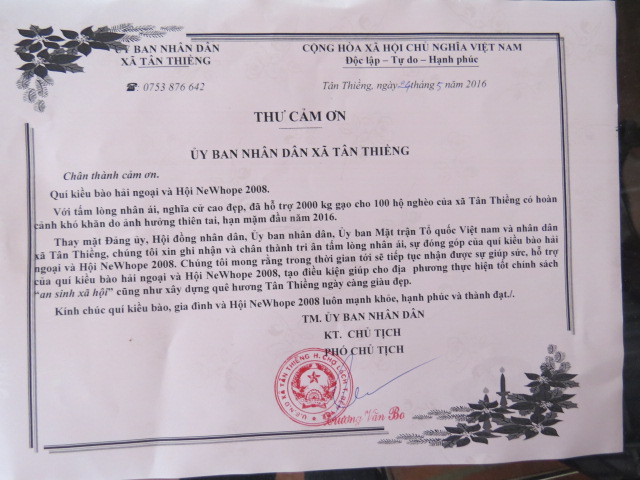 ỦY BAN NHÂN DÂN
XÃ TÂN THIỀNG
☎: 0753 876 642
CỘNG HÒA XÃ HỘI CHỦ NGHĨA VIỆT NAM
Độc lập – Tự do – Hạnh phúc
Tân Thiềng, ngày 04 tháng 5 năm 2016
THƯ CẢM ƠN
ỦY BAN NHÂN DÂN XÃ TÂN THIỀNG
Chân thành cảm ơn.
Quí kiều bào hải ngoại và Hội NeWhope 2008.
Với tấm lòng nhân ái, nghĩa cử cao đẹp, đã hỗ trợ 2000 kg gạo cho 100 hộ nghèo của xã Tân Thiềng có hoàn
cảnh khó khăn do ảnh hưởng thiên tai, hạn mặm đầu năm 2016.
Thay mặt Đảng ủy, Hội đồng nhân dân, Ủy ban nhân dân, Ủy ban Mặt trận Tổ quốc Việt nam và nhân dân
xã Tân Thiềng, chúng tôi xin ghi nhận và chân thành tri ân tấm lòng nhân ái, sự đóng góp của quí kiều bào hải
ngoại và Hội NeWhope 2008. Chúng tôi mong rằng trong thời gian tới sẽ tiếp tục nhận được sự giúp sức, hỗ trợ
của quí kiều bào hải ngoại và Hội NeWhope 2008, tạo điều kiện giúp cho địa phương thực hiện tốt chính sách
"an sinh xã hội" cũng như xây dựng quê hương Tân Thiềng ngày càng giàu đẹp.
Kính chúc quí kiều bào, gia đình và Hội NeWhope 2008 luôn mạnh khỏe, hạnh phúc và thành đạt./.
TM. ỦY BAN NHÂN DÂN
KT. CHỦ TỊCH
PHÓ CHỦ TỊCH
U.B.N.D XÃ TÂN THIỀNG H. CHỢ LÁCH
Trương Văn Bo